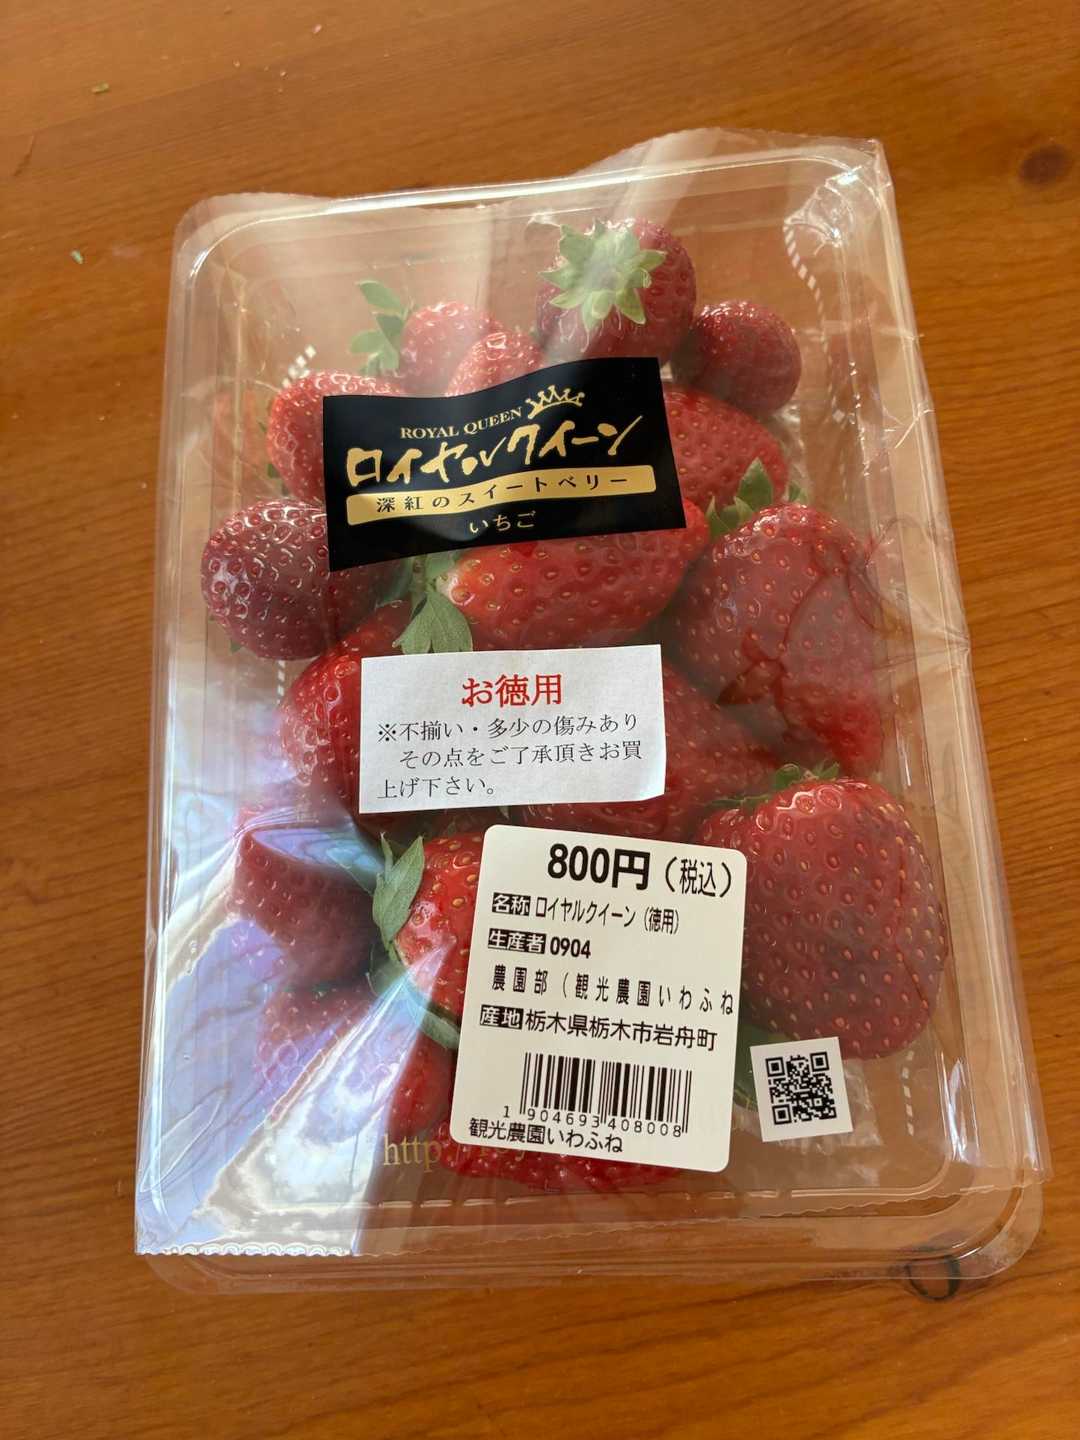 ROYAL QUEEN
ロイヤルクイーン
深紅のスイートベリー
いちご
お徳用
※不揃い・多少の傷みあり
その点をご了承頂きお買
上げ下さい。
800円(税込)
名称 ロイヤルクイーン(徳用)
生産者 0904
農園部(観光農園いわふね
産地 栃木県栃木市岩舟町
1 904693 408008
観光農園いわふね
http